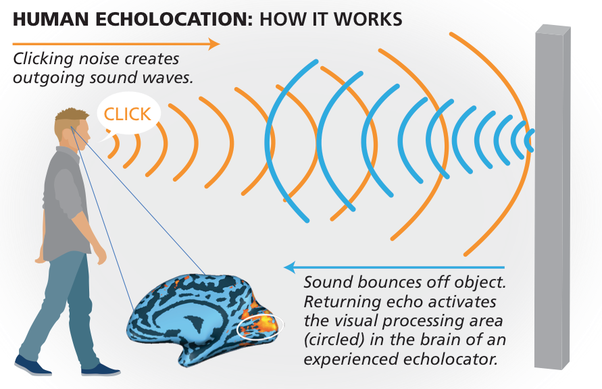 HUMAN ECHOLOCATION: HOW IT WORKS
Clicking noise creates
outgoing sound waves.
CLICK
Sound bounces off object.
Returning echo activates
the visual processing area
(circled) in the brain of an
experienced echolocator.